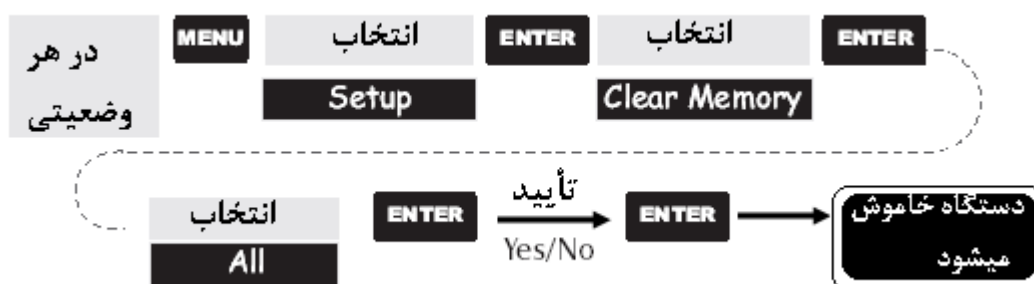 در هر
وضعیتی
MENU
انتخاب
Setup
ENTER
انتخاب
Clear Memory
ENTER
انتخاب
All
ENTER
تأیید
Yes/No
ENTER
دستگاه خاموش
میشود